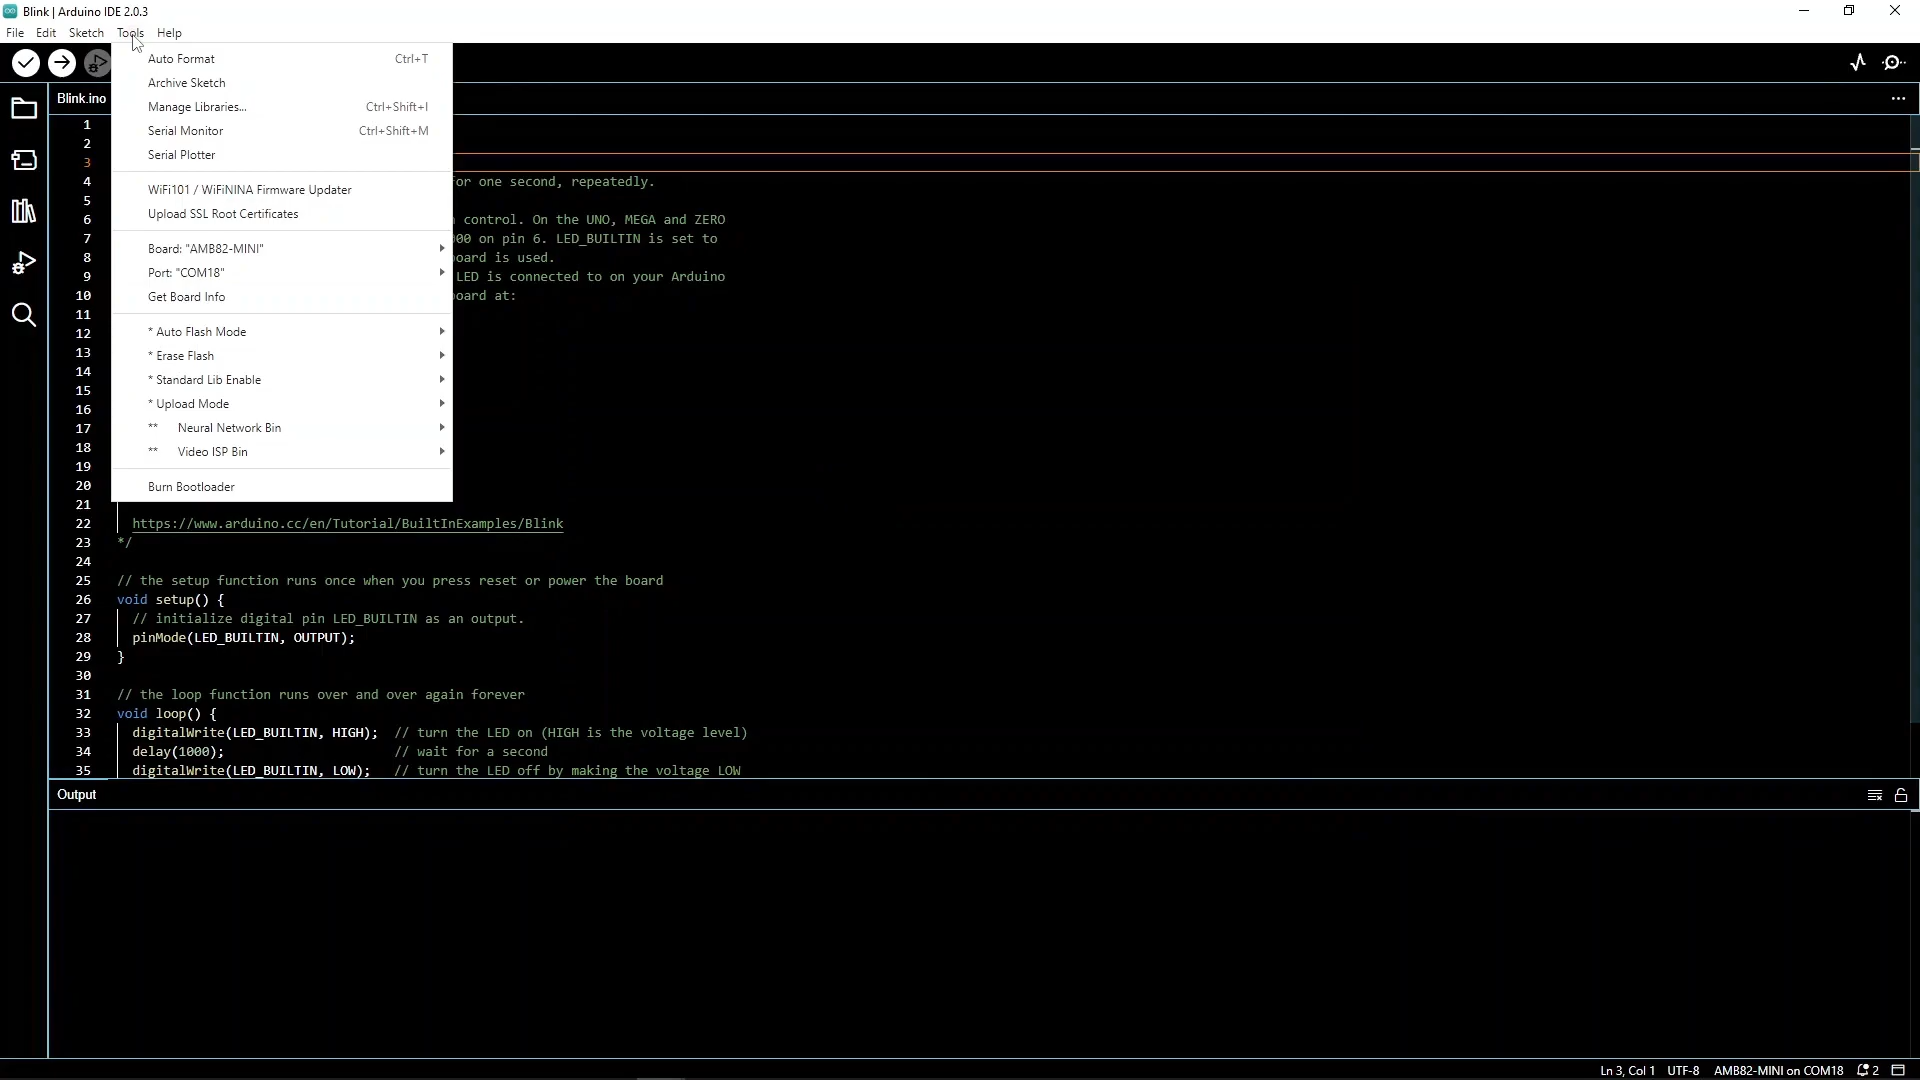 Blink | Arduino IDE 2.0.3
File Edit Sketch Tools Help
Auto Format Ctrl+T
Archive Sketch
Manage Libraries... Ctrl+Shift+I
Serial Monitor Ctrl+Shift+M
Serial Plotter
WiFi101 / WiFiNINA Firmware Updater
Upload SSL Root Certificates
Board: "AMB82-MINI"
Port: "COM18"
Get Board Info
* Auto Flash Mode
* Erase Flash
* Standard Lib Enable
* Upload Mode
** Neural Network Bin
** Video ISP Bin
Burn Bootloader
Blink.ino
1
2
3
4 for one second, repeatedly.
5
6 control. On the UNO, MEGA and ZERO
7 on pin 6. LED_BUILTIN is set to
8 board is used.
9 LED is connected to on your Arduino
10 board at:
11
12
13
14
15
16
17
18
19
20
21
22 https://www.arduino.cc/en/Tutorial/BuiltInExamples/Blink
23 */
24
25 // the setup function runs once when you press reset or power the board
26 void setup() {
27 // initialize digital pin LED_BUILTIN as an output.
28 pinMode(LED_BUILTIN, OUTPUT);
29 }
30
31 // the loop function runs over and over again forever
32 void loop() {
33 digitalWrite(LED_BUILTIN, HIGH); // turn the LED on (HIGH is the voltage level)
34 delay(1000); // wait for a second
35 digitalWrite(LED_BUILTIN, LOW); // turn the LED off by making the voltage LOW
Output
Ln 3, Col 1 UTF-8 AMB82-MINI on COM18 2